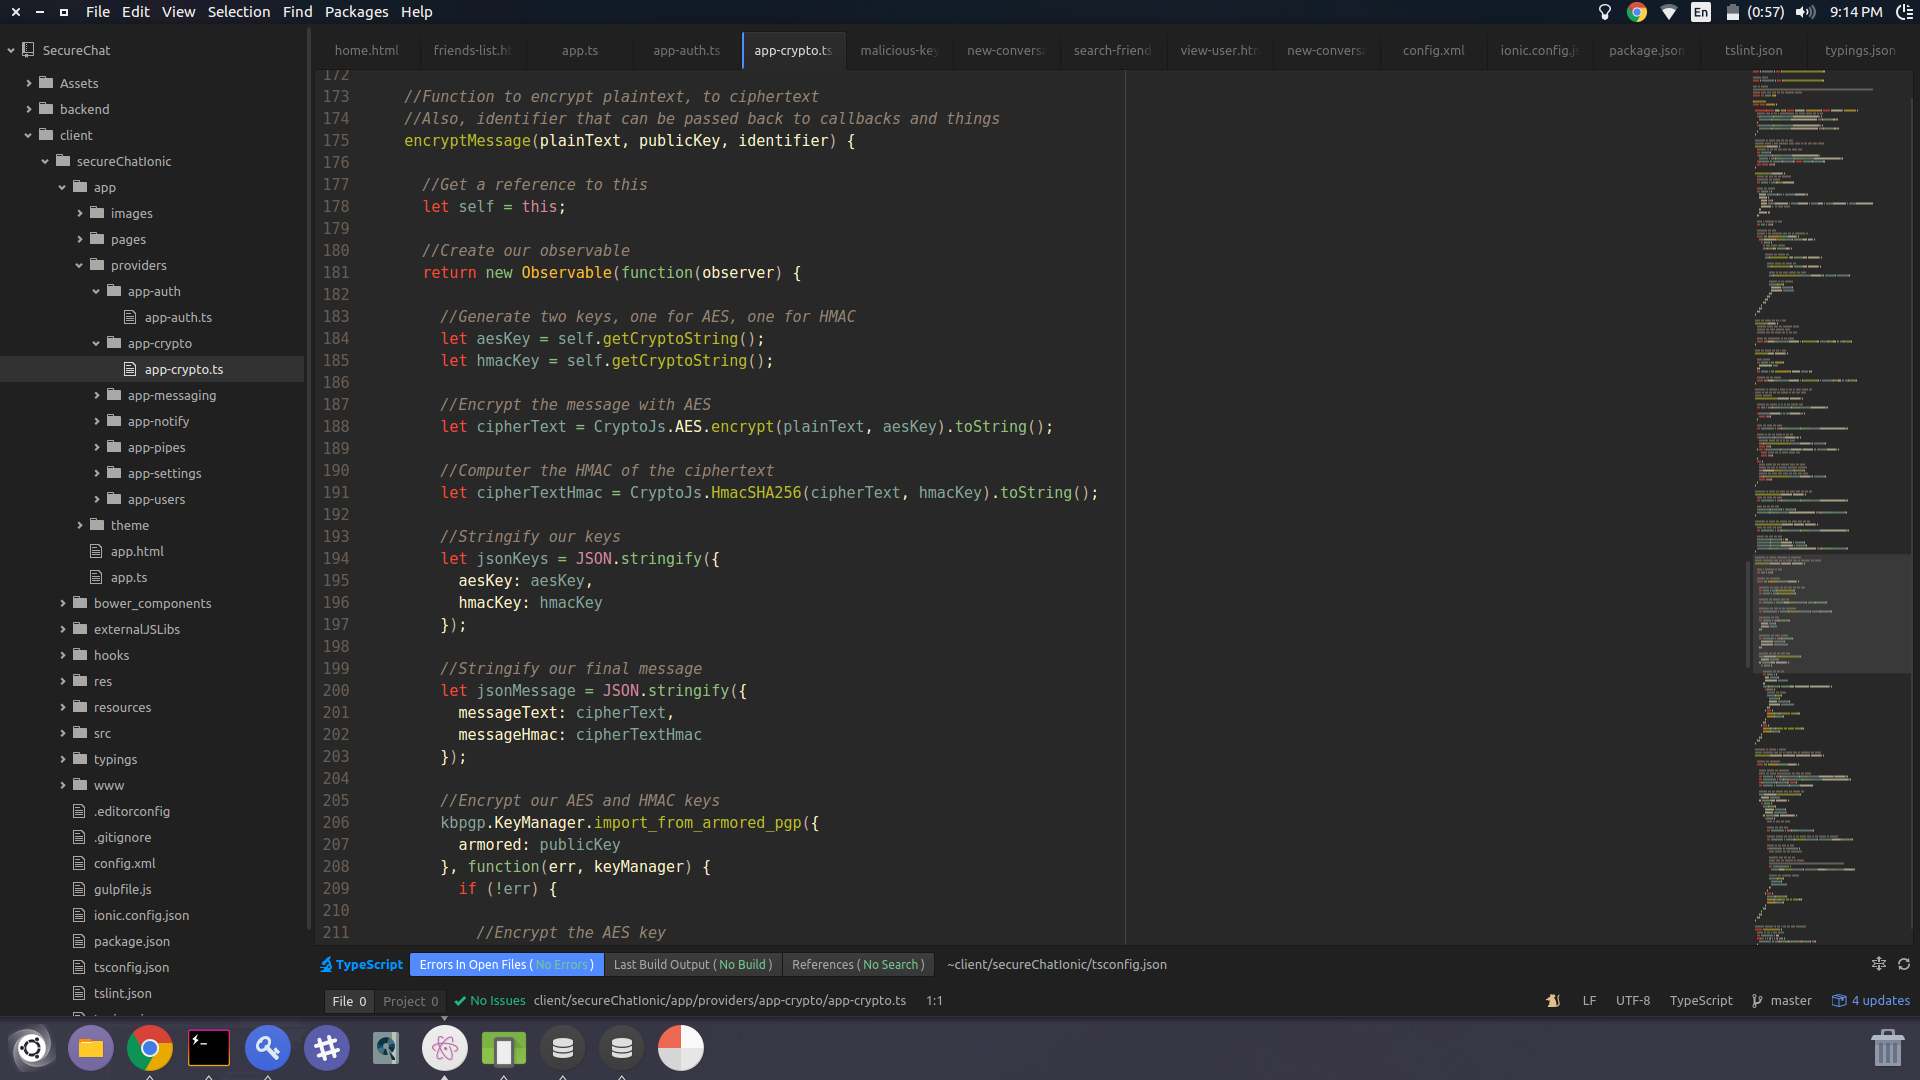 File Edit View Selection Find Packages Help
En (0:57) 9:14 PM
SecureChat
Assets
backend
client
secureChatIonic
app
images
pages
providers
app-auth
app-auth.ts
app-crypto
app-crypto.ts
app-messaging
app-notify
app-pipes
app-settings
app-users
theme
app.html
app.ts
bower_components
externalJSLibs
hooks
res
resources
src
typings
www
.editorconfig
.gitignore
config.xml
gulpfile.js
ionic.config.json
package.json
tsconfig.json
tslint.json
home.html friends-list.ht app.ts app-auth.ts app-crypto.ts malicious-key new-conversa search-friend view-user.htm new-conversa config.xml ionic.config.js package.json tslint.json typings.json
172
173 //Function to encrypt plaintext, to ciphertext
174 //Also, identifier that can be passed back to callbacks and things
175 encryptMessage(plainText, publicKey, identifier) {
176
177 //Get a reference to this
178 let self = this;
179
180 //Create our observable
181 return new Observable(function(observer) {
182
183 //Generate two keys, one for AES, one for HMAC
184 let aesKey = self.getCryptoString();
185 let hmacKey = self.getCryptoString();
186
187 //Encrypt the message with AES
188 let cipherText = CryptoJs.AES.encrypt(plainText, aesKey).toString();
189
190 //Computer the HMAC of the ciphertext
191 let cipherTextHmac = CryptoJs.HmacSHA256(cipherText, hmacKey).toString();
192
193 //Stringify our keys
194 let jsonKeys = JSON.stringify({
195 aesKey: aesKey,
196 hmacKey: hmacKey
197 });
198
199 //Stringify our final message
200 let jsonMessage = JSON.stringify({
201 messageText: cipherText,
202 messageHmac: cipherTextHmac
203 });
204
205 //Encrypt our AES and HMAC keys
206 kbpgp.KeyManager.import_from_armored_pgp({
207 armored: publicKey
208 }, function(err, keyManager) {
209 if (!err) {
210
211 //Encrypt the AES key
TypeScript Errors In Open Files ( No Errors ) Last Build Output ( No Build ) References ( No Search ) ~client/secureChatIonic/tsconfig.json
File 0 Project 0 No Issues client/secureChatIonic/app/providers/app-crypto/app-crypto.ts 1:1 LF UTF-8 TypeScript master 4 updates